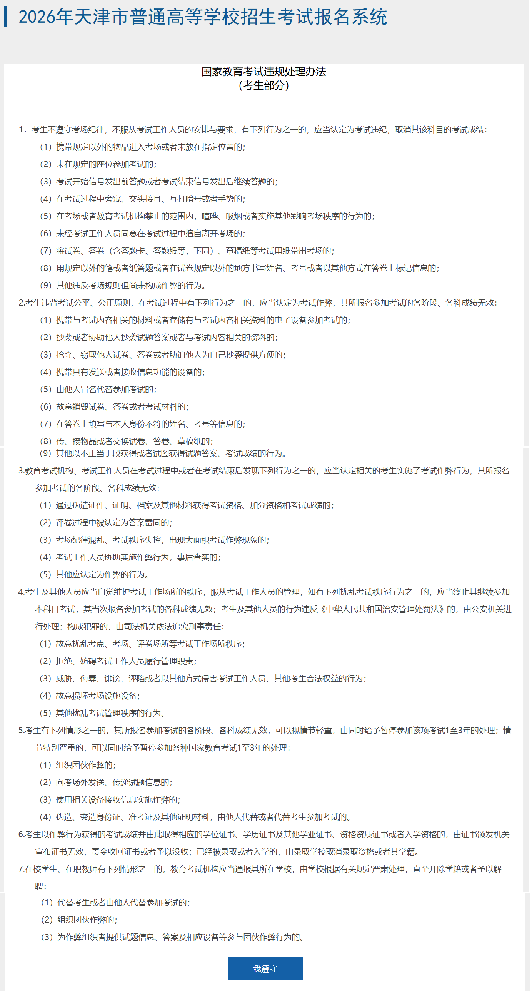 2026年天津市普通高等学校招生考试报名系统
国家教育考试违规处理办法
（考生部分）
1．考生不遵守考场纪律，不服从考试工作人员的安排与要求，有下列行为之一的，应当认定为考试违纪，取消其该科目的考试成绩：
（1）携带规定以外的物品进入考场或者未放在指定位置的；
（2）未在规定的座位参加考试的；
（3）考试开始信号发出前答题或者考试结束信号发出后继续答题的；
（4）在考试过程中旁窥、交头接耳、互打暗号或者手势的；
（5）在考场或者教育考试机构禁止的范围内，喧哗、吸烟或者实施其他影响考场秩序的行为的；
（6）未经考试工作人员同意在考试过程中擅自离开考场的；
（7）将试卷、答卷（含答题卡、答题纸等，下同）、草稿纸等考试用纸带出考场的；
（8）用规定以外的笔或者纸答题或者在试卷规定以外的地方书写姓名、考号或者以其他方式在答卷上标记信息的；
（9）其他违反考场规则但尚未构成作弊的行为。
2.考生违背考试公平、公正原则，在考试过程中有下列行为之一的，应当认定为考试作弊，其所报名参加考试的各阶段、各科成绩无效：
（1）携带与考试内容相关的材料或者存储有与考试内容相关资料的电子设备参加考试的；
（2）抄袭或者协助他人抄袭试题答案或者与考试内容相关的资料的；
（3）抢夺、窃取他人试卷、答卷或者胁迫他人为自己抄袭提供方便的；
（4）携带具有发送或者接收信息功能的设备的；
（5）由他人冒名代替参加考试的；
（6）故意销毁试卷、答卷或者考试材料的；
（7）在答卷上填写与本人身份不符的姓名、考号等信息的；
（8）传、接物品或者交换试卷、答卷、草稿纸的；
（9）其他以不正当手段获得或者试图获得试题答案、考试成绩的行为。
3.教育考试机构、考试工作人员在考试过程中或者在考试结束后发现下列行为之一的，应当认定相关的考生实施了考试作弊行为，其所报名
参加考试的各阶段、各科成绩无效：
（1）通过伪造证件、证明、档案及其他材料获得考试资格、加分资格和考试成绩的；
（2）评卷过程中被认定为答案雷同的；
（3）考场纪律混乱、考试秩序失控，出现大面积考试作弊现象的；
（4）考试工作人员协助实施作弊行为，事后查实的；
（5）其他应认定为作弊的行为。
4.考生及其他人员应当自觉维护考试工作场所的秩序，服从考试工作人员的管理，如有下列扰乱考试秩序行为之一的，应当终止其继续参加
本科目考试，其当次报名参加考试的各科成绩无效；考生及其他人员的行为违反《中华人民共和国治安管理处罚法》的，由公安机关进
行处理；构成犯罪的，由司法机关依法追究刑事责任：
（1）故意扰乱考点、考场、评卷场所等考试工作场所秩序；
（2）拒绝、妨碍考试工作人员履行管理职责；
（3）威胁、侮辱、诽谤、诬陷或者以其他方式侵害考试工作人员、其他考生合法权益的行为；
（4）故意损坏考场设施设备；
（5）其他扰乱考试管理秩序的行为。
5.考生有下列情形之一的，其所报名参加考试的各阶段、各科成绩无效，可以视情节轻重，由同时给予暂停参加该项考试1至3年的处理；情
节特别严重的，可以同时给予暂停参加各种国家教育考试1至3年的处理：
（1）组织团伙作弊的；
（2）向考场外发送、传递试题信息的；
（3）使用相关设备接收信息实施作弊的；
（4）伪造、变造身份证、准考证及其他证明材料，由他人代替或者代替考生参加考试的。
6.考生以作弊行为获得的考试成绩并由此取得相应的学位证书、学历证书及其他学业证书、资格资质证书或者入学资格的，由证书颁发机关
宣布证书无效，责令收回证书或者予以没收；已经被录取或者入学的，由录取学校取消录取资格或者其学籍。
7.在校学生、在职教师有下列情形之一的，教育考试机构应当通报其所在学校，由学校根据有关规定严肃处理，直至开除学籍或者予以解
聘：
（1）代替考生或者由他人代替参加考试的；
（2）组织团伙作弊的；
（3）为作弊组织者提供试题信息、答案及相应设备等参与团伙作弊行为的。
我遵守